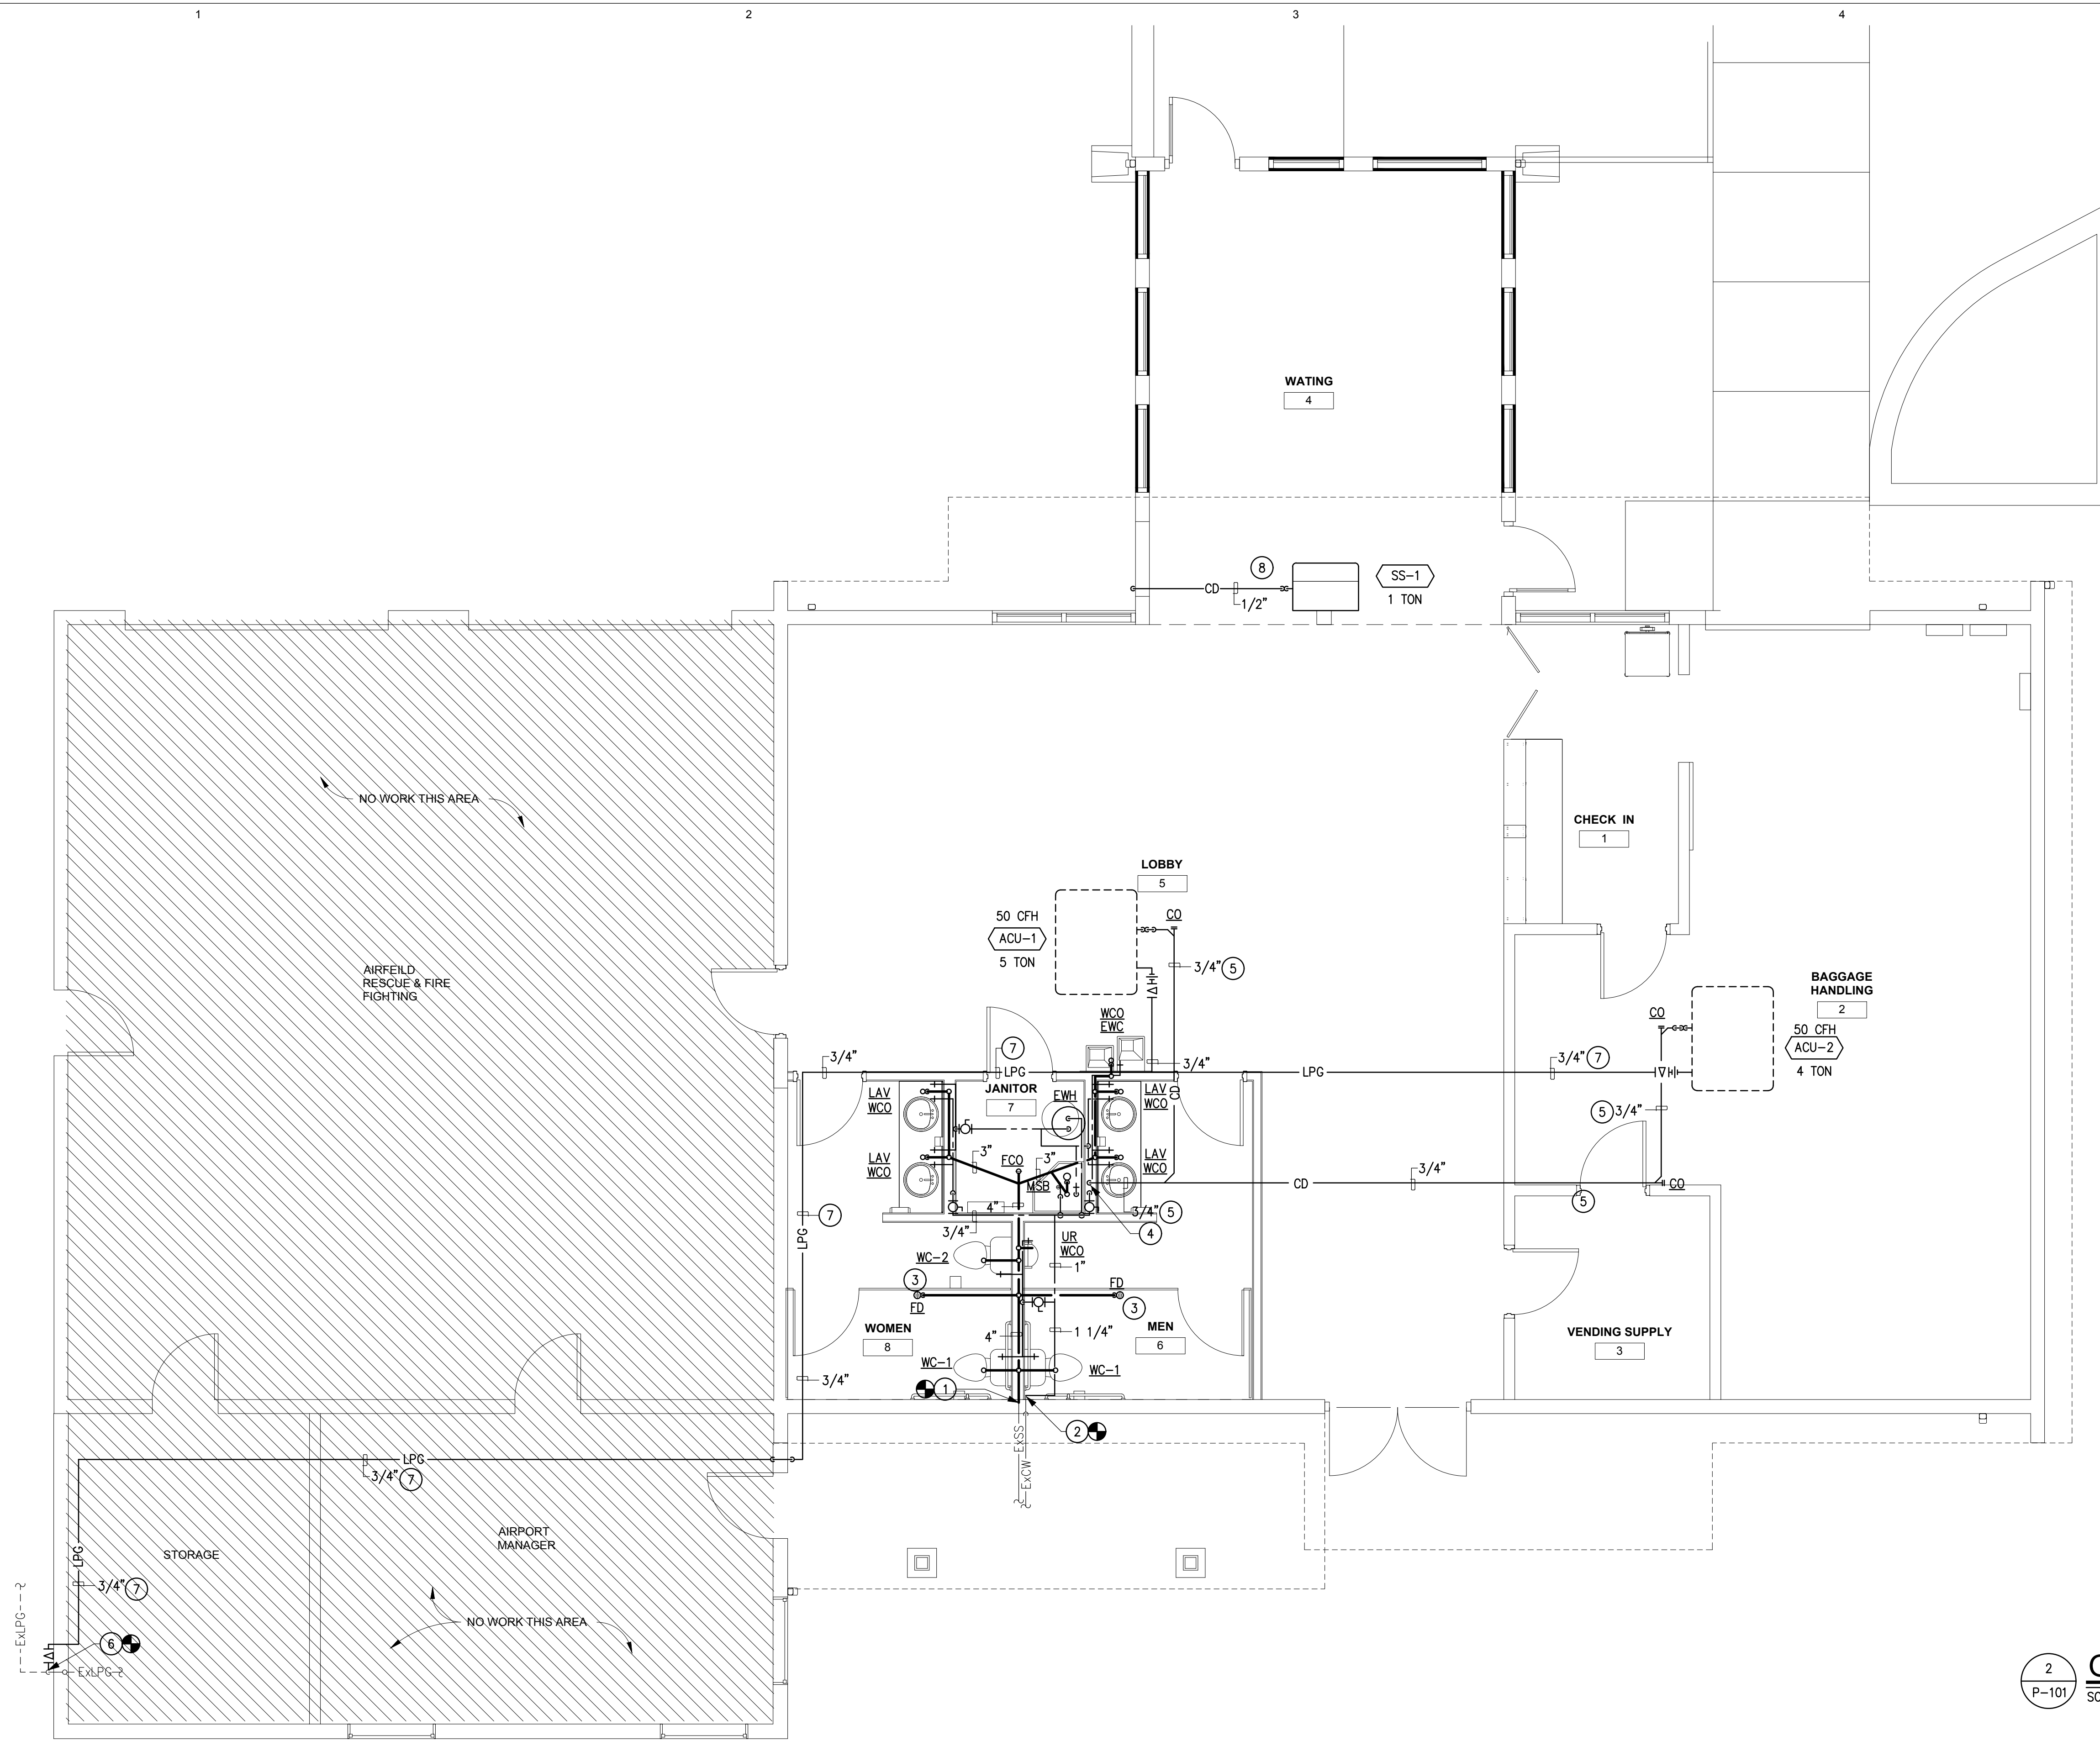 1
2
3
4
WATING
4
8
CD
1/2"
SS-1
1 TON
NO WORK THIS AREA
CHECK IN
1
LOBBY
5
50 CFH
ACU-1
5 TON
CO
3/4"
5
AIRFEILD
RESCUE & FIRE
FIGHTING
BAGGAGE
HANDLING
2
50 CFH
ACU-2
4 TON
CO
WCO
EWC
3/4"
7
LPG
3/4"
LPG
3/4"
7
JANITOR
7
EWH
CD
LAV
WCO
LAV
WCO
5
3/4"
LAV
WCO
3"
FCO
3"
LAV
WCO
MSB
CD
3/4"
CO
5
4"
3/4"
5
3/4"
4
7
LPG
UR
WCO
WC-2
1"
3
FD
FD
3
WOMEN
8
4"
1 1/4"
MEN
6
VENDING SUPPLY
3
WC-1
WC-1
3/4"
1
2
ExSS
ExCW
LPG
3/4"
7
AIRPORT
MANAGER
STORAGE
LPG
3/4"
7
NO WORK THIS AREA
ExLPG
6
ExLPG
2
P-101